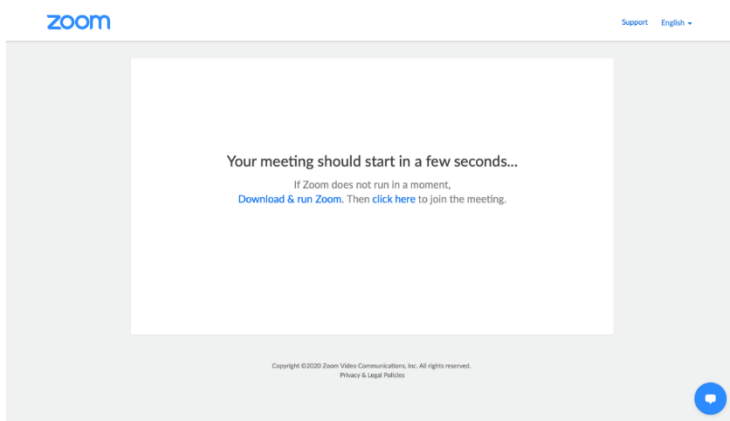 zoom
Support English
Your meeting should start in a few seconds...
If Zoom does not run in a moment,
Download & run Zoom. Then click here to join the meeting.
Copyright ©2020 Zoom Video Communications, Inc. All rights reserved.
Privacy & Legal Policies